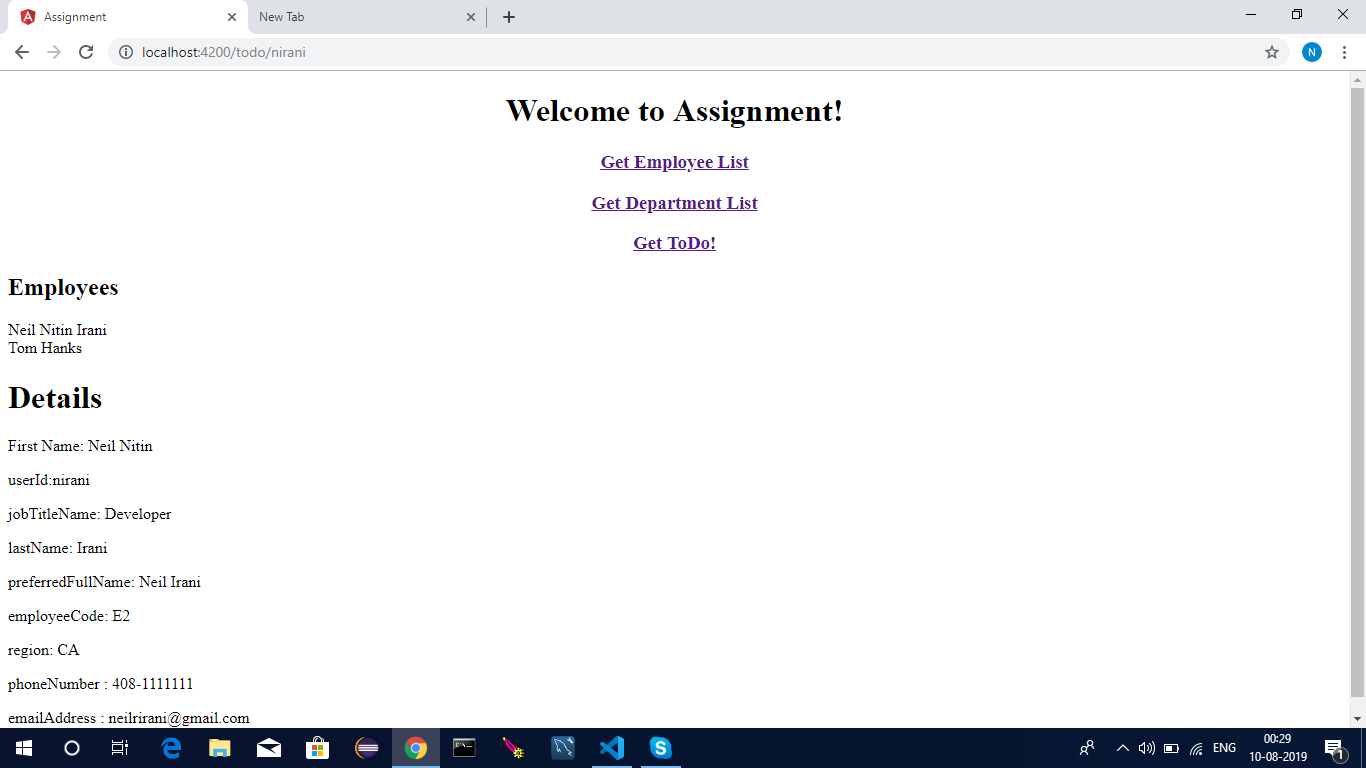 Assignment
New Tab
localhost:4200/todo/nirani
N
Welcome to Assignment!
Get Employee List
Get Department List
Get ToDo!
Employees
Neil Nitin Irani
Tom Hanks
Details
First Name: Neil Nitin
userId:nirani
jobTitleName: Developer
lastName: Irani
preferredFullName: Neil Irani
employeeCode: E2
region: CA
phoneNumber : 408-1111111
emailAddress : neilrirani@gmail.com
ENG
00:29
10-08-2019
1